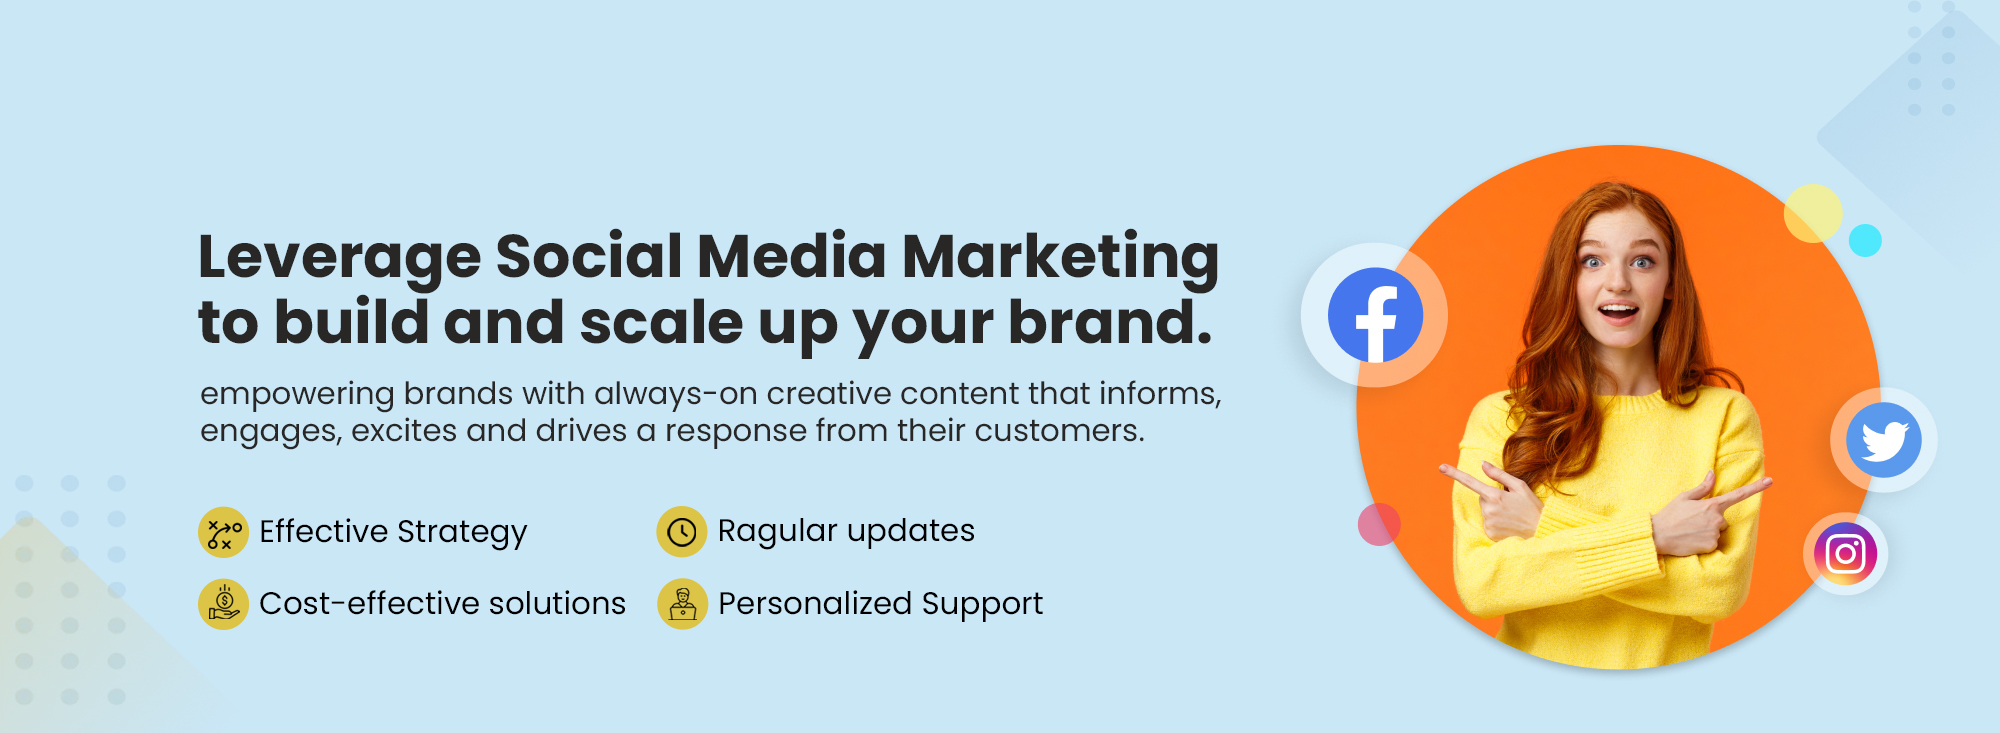 Leverage Social Media Marketing
to build and scale up your brand.
empowering brands with always-on creative content that informs,
engages, excites and drives a response from their customers.
Effective Strategy
Ragular updates
Cost-effective solutions
Personalized Support